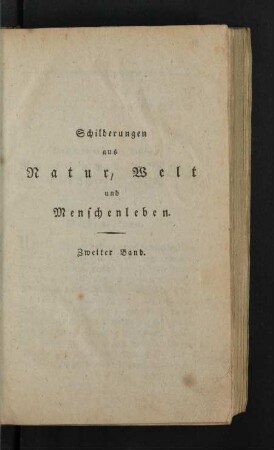 Schilderungen
aus
Natur, Welt
und
Menschenleben.
Zweiter Band.